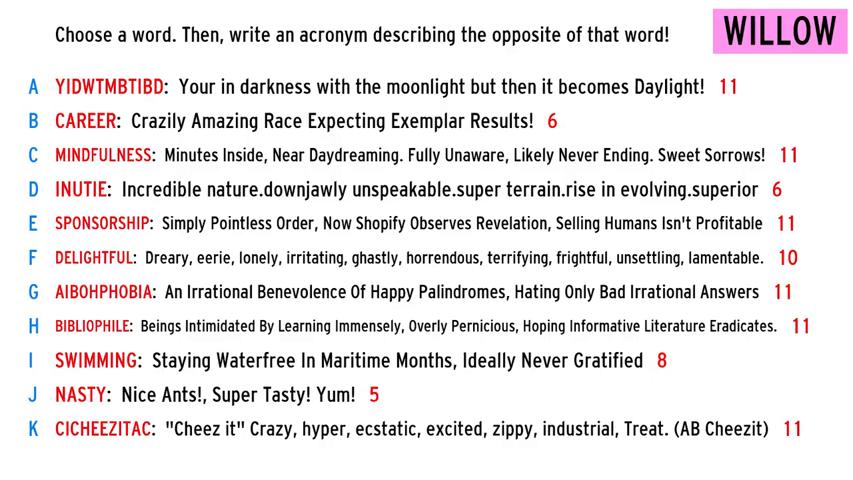 Choose a word. Then, write an acronym describing the opposite of that word!
WILLOW
A YIDWTMBTIBD: Your in darkness with the moonlight but then it becomes Daylight! 11
B CAREER: Crazily Amazing Race Expecting Exemplar Results! 6
C MINDFULNESS: Minutes Inside, Near Daydreaming. Fully Unaware, Likely Never Ending. Sweet Sorrows! 11
D INUTIE: Incredible nature.downjawly unspeakable.super terrain.rise in evolving.superior 6
E SPONSORSHIP: Simply Pointless Order, Now Shopify Observes Revelation, Selling Humans Isn't Profitable 11
F DELIGHTFUL: Dreary, eerie, lonely, irritating, ghastly, horrendous, terrifying, frightful, unsettling, lamentable. 10
G AIBOHPHOBIA: An Irrational Benevolence Of Happy Palindromes, Hating Only Bad Irrational Answers 11
H BIBLIOPHILE: Beings Intimidated By Learning Immensely, Overly Pernicious, Hoping Informative Literature Eradicates. 11
I SWIMMING: Staying Waterfree In Maritime Months, Ideally Never Gratified 8
J NASTY: Nice Ants!, Super Tasty! Yum! 5
K CICHEEZITAC: "Cheez it" Crazy, hyper, ecstatic, excited, zippy, industrial, Treat. (AB Cheezit) 11